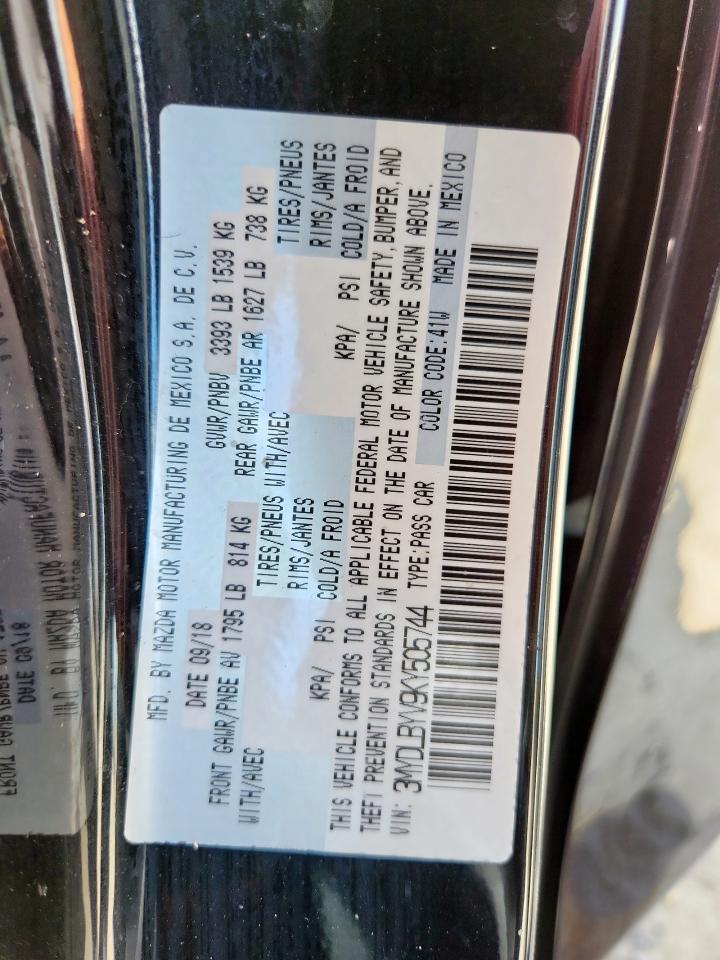 MFD. BY MAZDA MOTOR MANUFACTURING DE MEXICO S.A. DE C.V.
DATE 09/18 GVWR/PNBV 3393 LB 1539 KG
FRONT GAWR/PNBE AV 1795 LB 814 KG REAR GAWR/PNBE AR 1627 LB 738 KG
WITH/AVEC TIRES/PNEUS WITH/AVEC TIRES/PNEUS
RIMS/JANTES RIMS/JANTES
KPA/ PSI COLD/A FROID KPA/ PSI COLD/A FROID
THIS VEHICLE CONFORMS TO ALL APPLICABLE FEDERAL MOTOR VEHICLE SAFETY, BUMPER, AND
THEFT PREVENTION STANDARDS IN EFFECT ON THE DATE OF MANUFACTURE SHOWN ABOVE.
VIN: 3MYDLBYV9KY505744 TYPE:PASS CAR COLOR CODE:41W MADE IN MEXICO